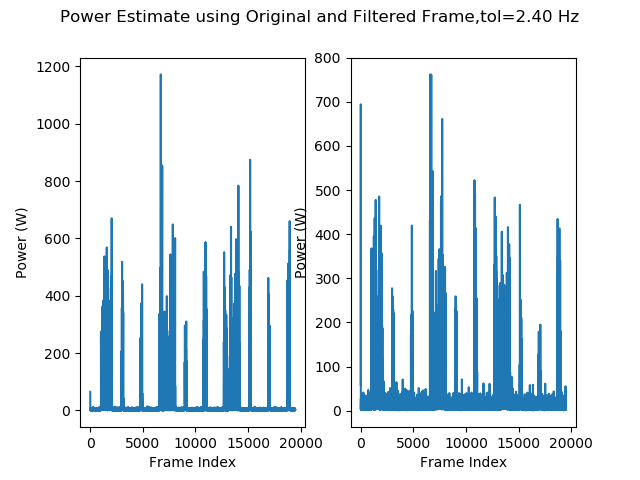 Power Estimate using Original and Filtered Frame,tol=2.40 Hz
1200
1000
800
600
400
200
0
Power (W)
0 5000 10000 15000 20000
Frame Index
800
700
600
500
400
300
200
100
0
Power (W)
0 5000 10000 15000 20000
Frame Index